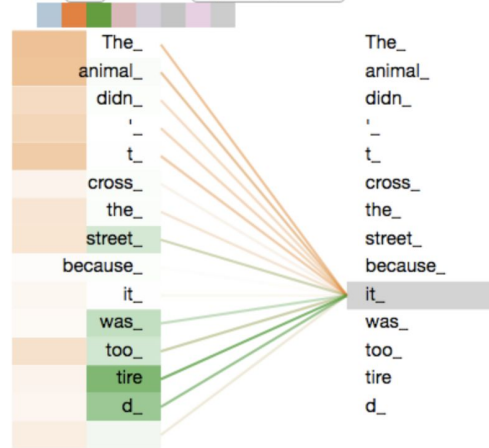 The_ The_
animal_ animal_
didn_ didn_
'_ '_
t_ t_
cross_ cross_
the_ the_
street_ street_
because_ because_
it_ it_
was_ was_
too_ too_
tire tire
d_ d_